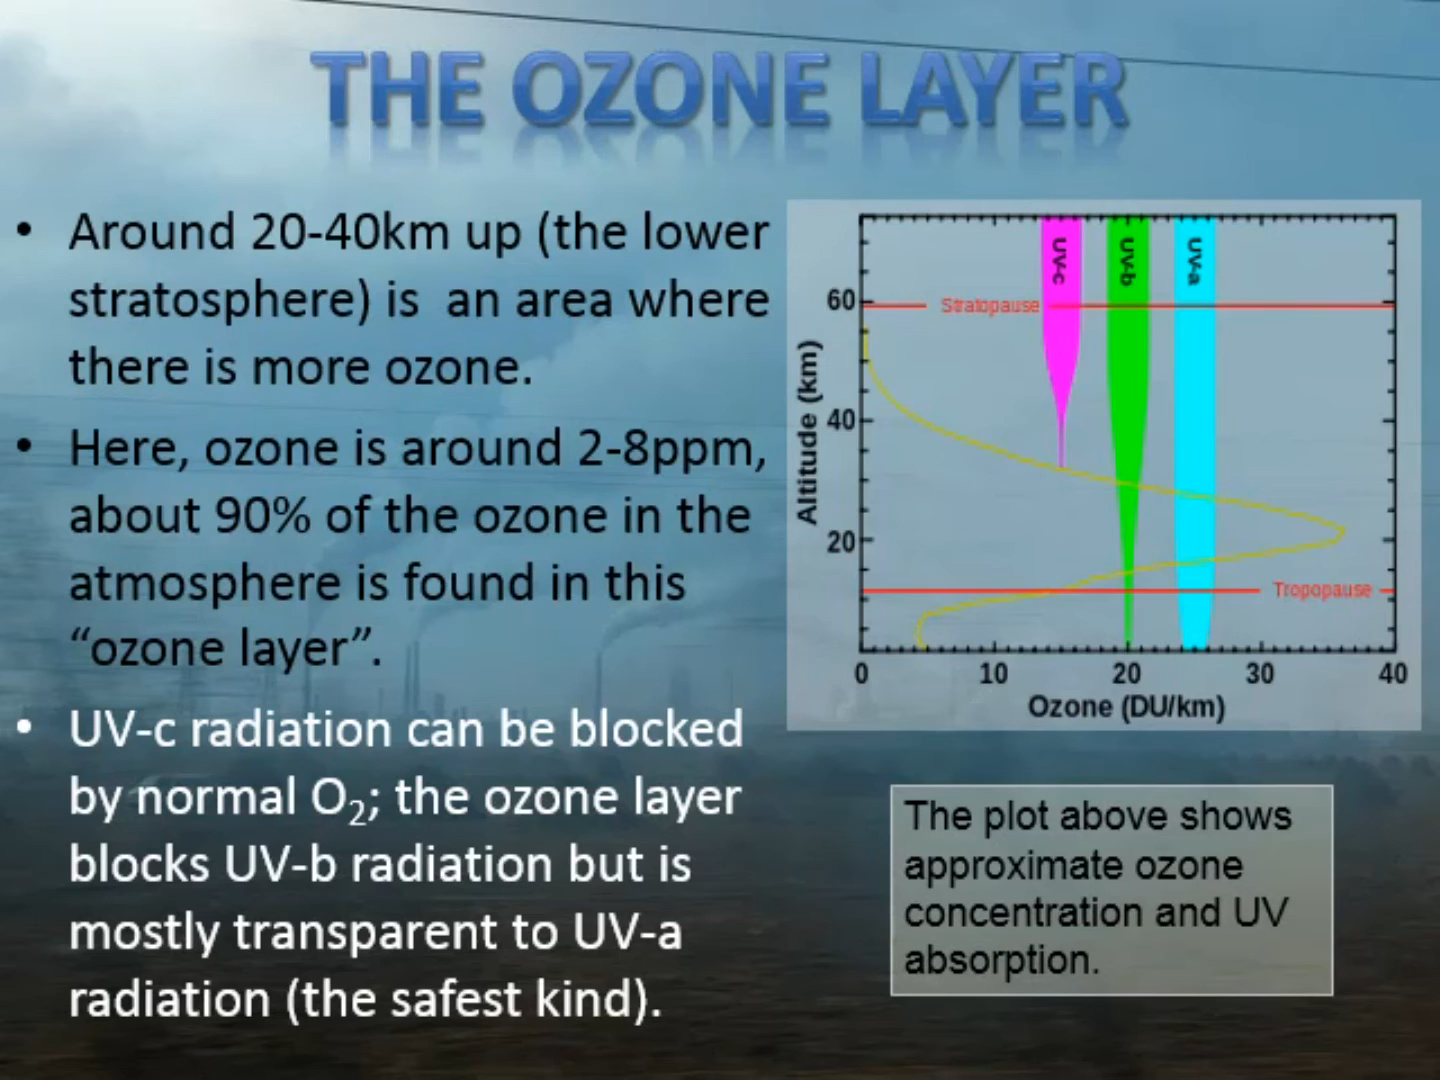 THE OZONE LAYER
• Around 20-40km up (the lower
stratosphere) is  an area where
there is more ozone.
• Here, ozone is around 2-8ppm,
about 90% of the ozone in the
atmosphere is found in this
“ozone layer”.
• UV-c radiation can be blocked
by normal O₂; the ozone layer
blocks UV-b radiation but is
mostly transparent to UV-a
radiation (the safest kind).
UV-c
UV-b
UV-a
60
Stratopause
Altitude (km)
40
20
Tropopause
0 10 20 30 40
Ozone (DU/km)
The plot above shows
approximate ozone
concentration and UV
absorption.